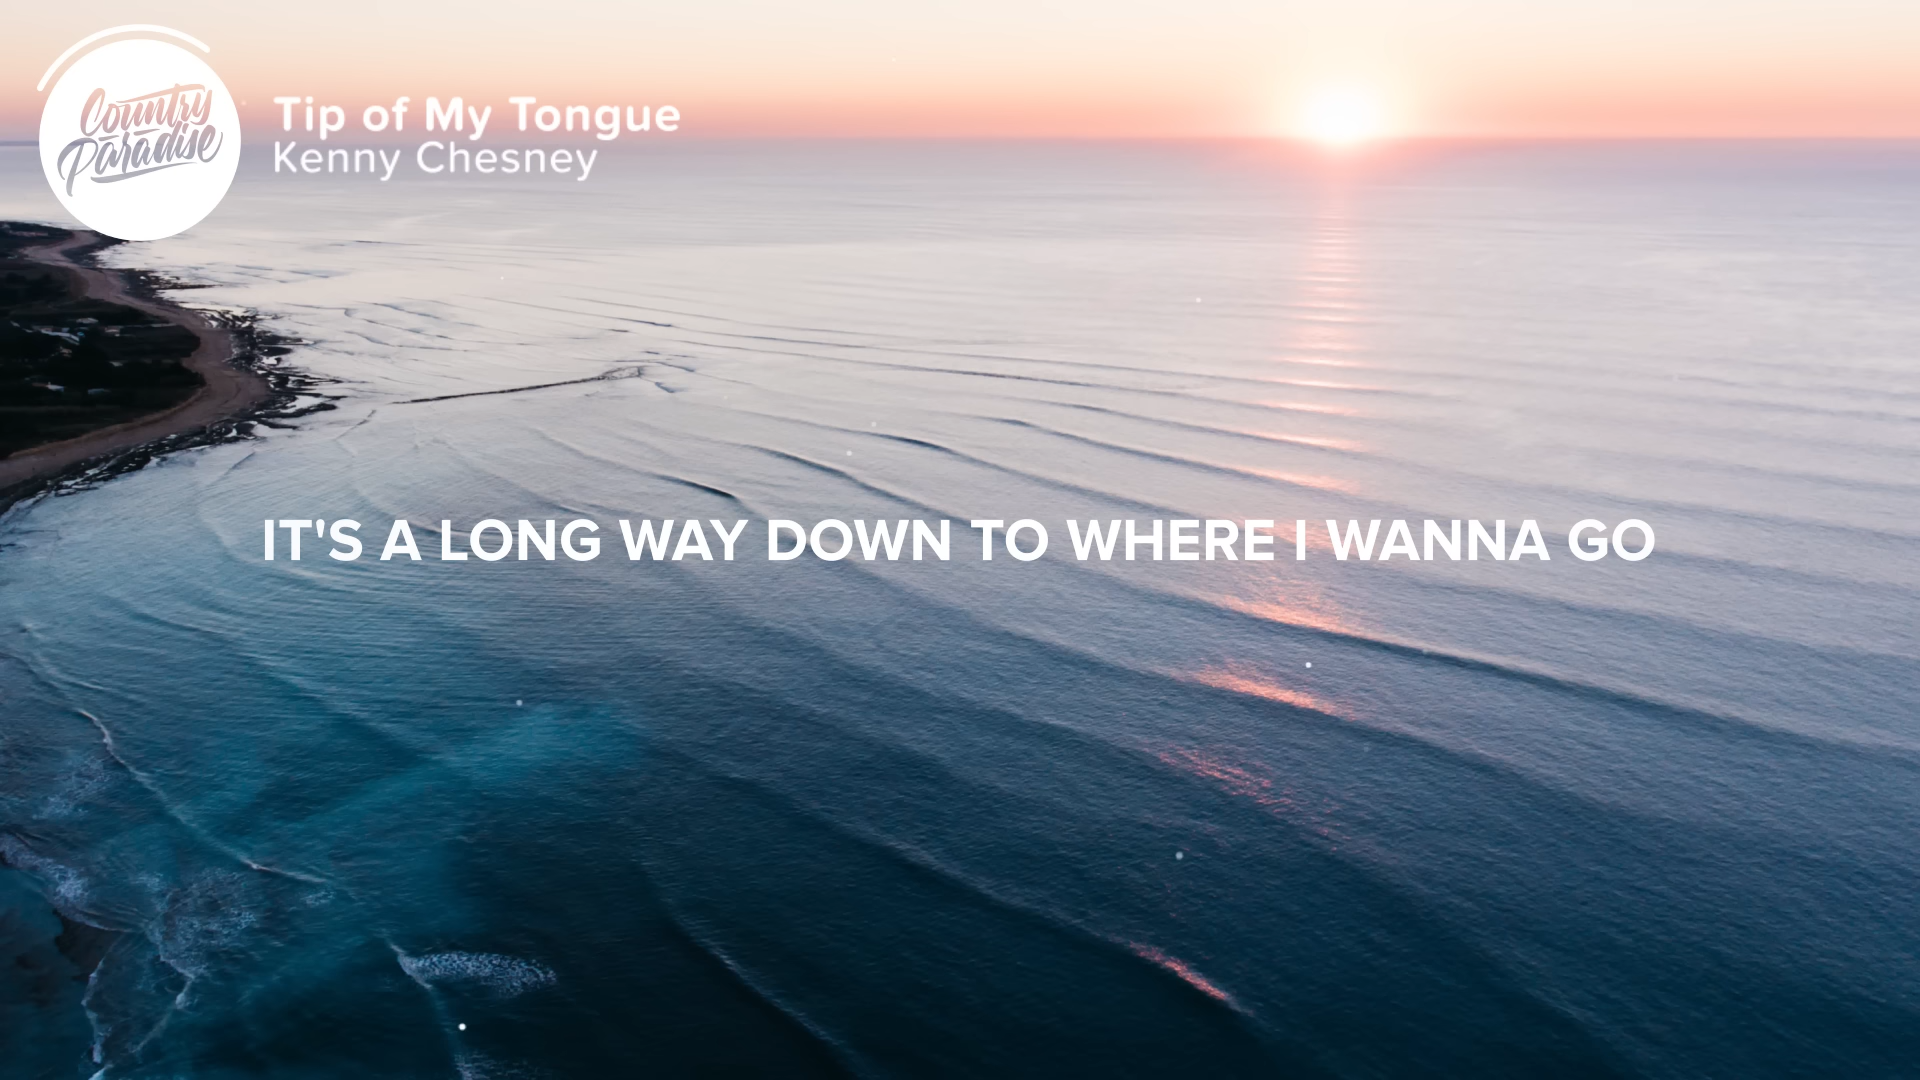 Country
Paradise
Tip of My Tongue
Kenny Chesney
IT'S A LONG WAY DOWN TO WHERE I WANNA GO